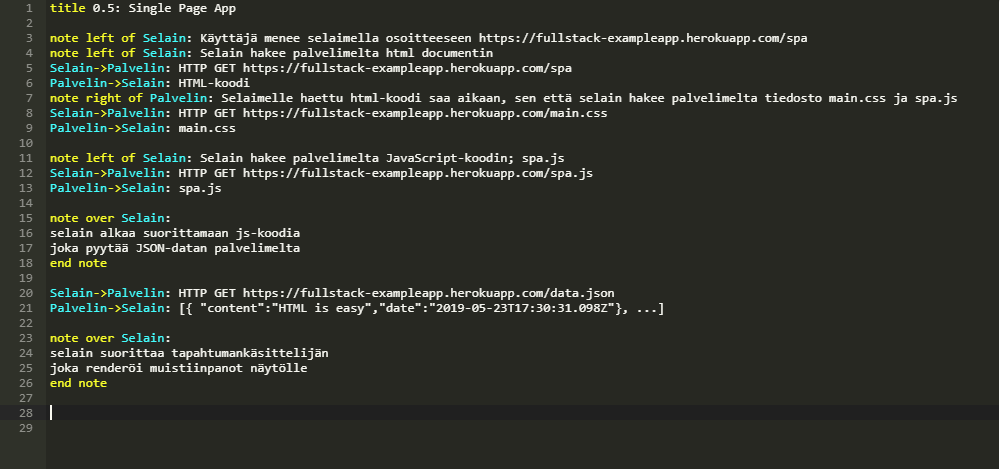 1 title 0.5: Single Page App
2
3 note left of Selain: Käyttäjä menee selaimella osoitteeseen https://fullstack-exampleapp.herokuapp.com/spa
4 note left of Selain: Selain hakee palvelimelta html documentin
5 Selain->Palvelin: HTTP GET https://fullstack-exampleapp.herokuapp.com/spa
6 Palvelin->Selain: HTML-koodi
7 note right of Palvelin: Selaimelle haettu html-koodi saa aikaan, sen että selain hakee palvelimelta tiedosto main.css ja spa.js
8 Selain->Palvelin: HTTP GET https://fullstack-exampleapp.herokuapp.com/main.css
9 Palvelin->Selain: main.css
10
11 note left of Selain: Selain hakee palvelimelta JavaScript-koodin; spa.js
12 Selain->Palvelin: HTTP GET https://fullstack-exampleapp.herokuapp.com/spa.js
13 Palvelin->Selain: spa.js
14
15 note over Selain:
16 selain alkaa suorittamaan js-koodia
17 joka pyytää JSON-datan palvelimelta
18 end note
19
20 Selain->Palvelin: HTTP GET https://fullstack-exampleapp.herokuapp.com/data.json
21 Palvelin->Selain: [{ "content":"HTML is easy","date":"2019-05-23T17:30:31.098Z"}, ...]
22
23 note over Selain:
24 selain suorittaa tapahtumankäsittelijän
25 joka renderöi muistiinpanot näytölle
26 end note
27
28
29